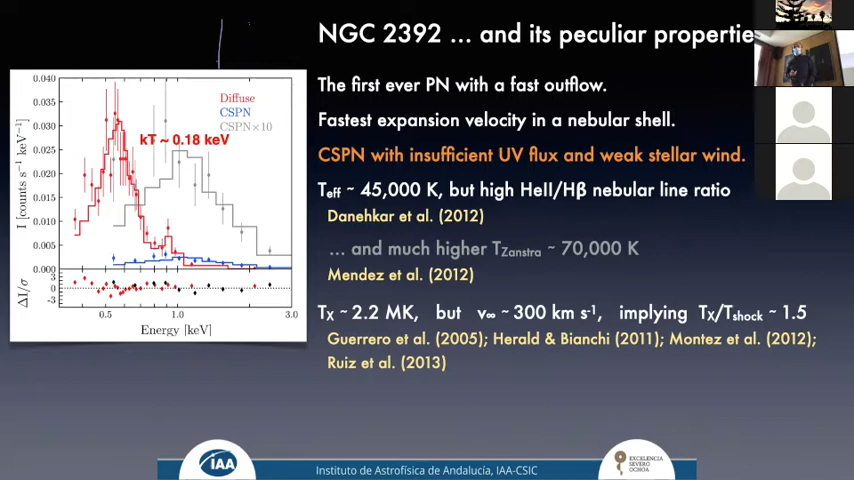 NGC 2392 ... and its peculiar propertie
The first ever PN with a fast outflow.
Fastest expansion velocity in a nebular shell.
CSPN with insufficient UV flux and weak stellar wind.
Teff ~ 45,000 K, but high HeII/Hβ nebular line ratio
Danehkar et al. (2012)
... and much higher TZanstra ~ 70,000 K
Mendez et al. (2012)
TX ~ 2.2 MK, but v∞ ~ 300 km s-1, implying TX/Tshock ~ 1.5
Guerrero et al. (2005); Herald & Bianchi (2011); Montez et al. (2012);
Ruiz et al. (2013)
Diffuse
CSPN
CSPN×10
kT ~ 0.18 keV
I [counts s−1 keV−1]
0.040
0.035
0.030
0.025
0.020
0.015
0.010
0.005
0.000
ΔI/σ
3
0
-3
0.5 1.0 3.0
Energy [keV]
IAA
Instituto de Astrofísica de Andalucía, IAA-CSIC
EXCELENCIA
SEVERO
OCHOA